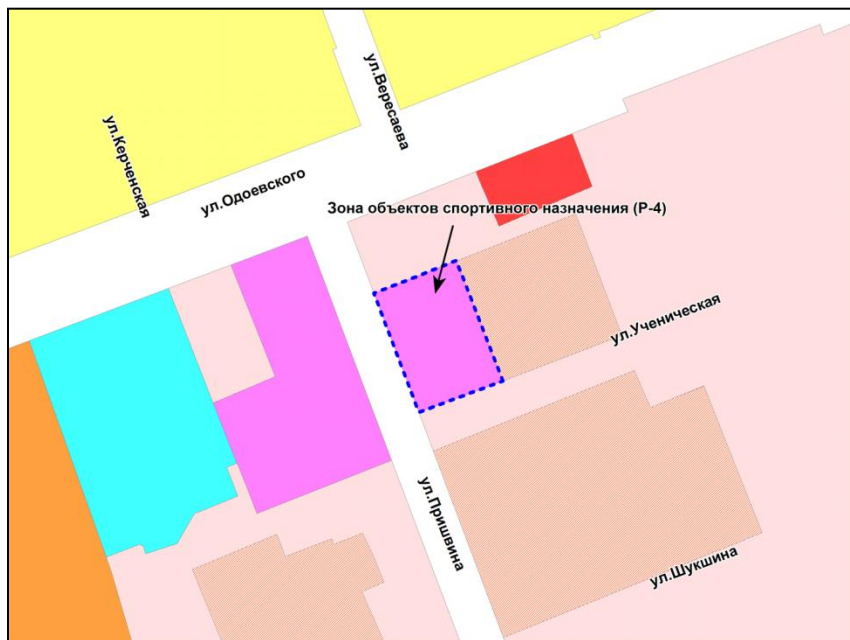 ул.Вересаева
ул.Керченская
ул.Одоевского
Зона объектов спортивного назначения (Р-4)
ул.Ученическая
ул.Пришвина
ул.Шукшина